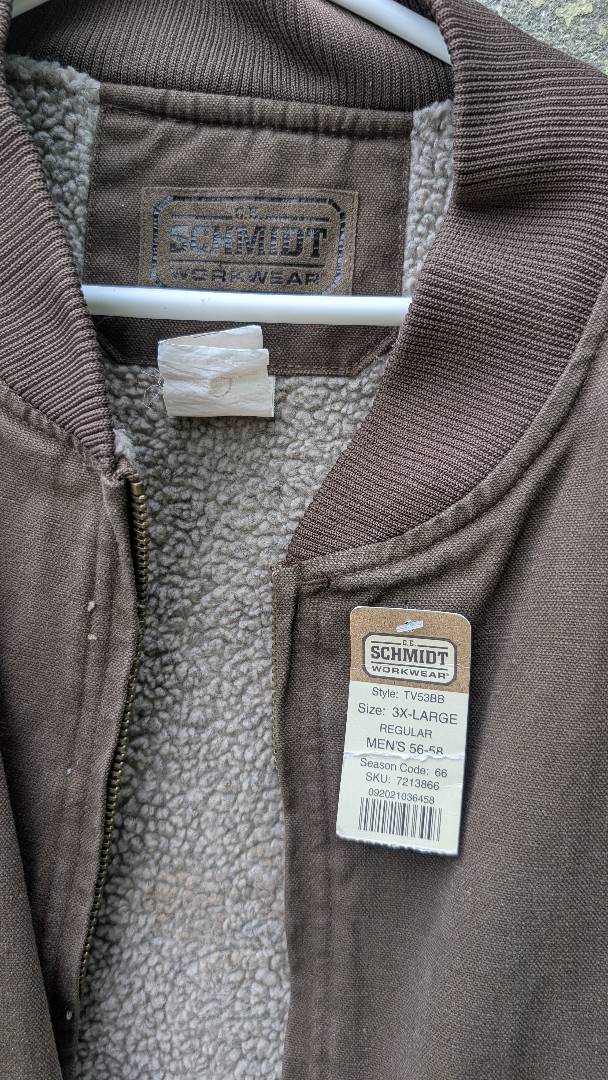 C.E.
SCHMIDT
WORKWEAR
C.E.
SCHMIDT
WORKWEAR®
Style: TV53BB
Size: 3X-LARGE
REGULAR
MEN'S 56-58
Season Code: 66
SKU: 7213866
092021036458